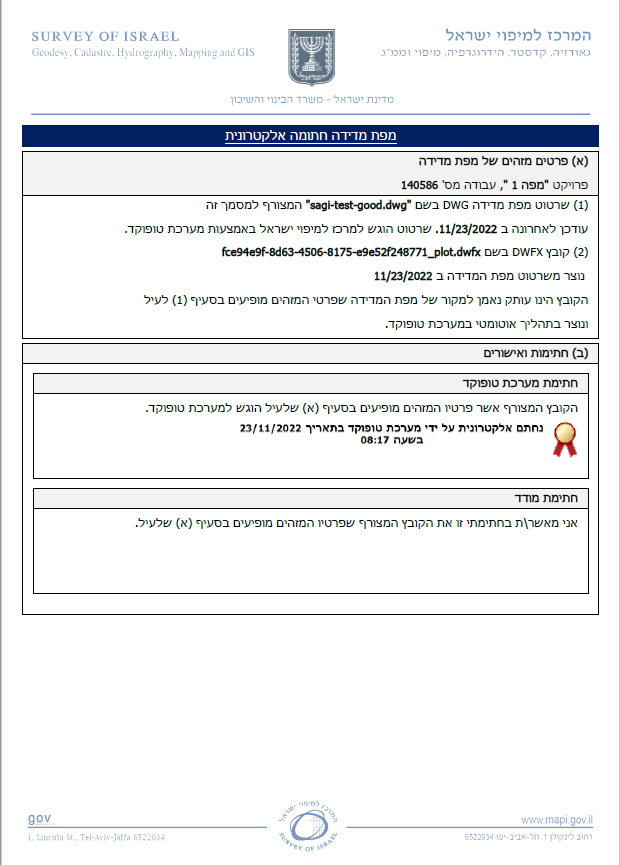 SURVEY OF ISRAEL
Geodesy, Cadastre, Hydrography, Mapping and GIS
המרכז למיפוי ישראל
גאודזיה, קדסטר, הידרוגרפיה, מיפוי וממ"ג
מדינת ישראל - משרד הבינוי והשיכון
מפת מדידה חתומה אלקטרונית
(א) פרטים מזהים של מפת מדידה
פרויקט "מפה 1 ", עבודה מס' 140586
(1) שרטוט מפת מדידה DWG בשם "sagi-test-good.dwg" המצורף למסמך זה
עודכן לאחרונה ב 11/23/2022. שרטוט הוגש למרכז למיפוי ישראל באמצעות מערכת טופוקד.
(2) קובץ DWFX בשם fce94e9f-8d63-4506-8175-e9e52f248771_plot.dwfx
נוצר משרטוט מפת המדידה ב 11/23/2022
הקובץ הינו עותק נאמן למקור של מפת המדידה שפרטי המזהים מופיעים בסעיף (1) לעיל
ונוצר בתהליך אוטומטי במערכת טופוקד.
(ב) חתימות ואישורים
חתימת מערכת טופוקד
הקובץ המצורף אשר פרטיו המזהים מופיעים בסעיף (א) שלעיל הוגש למערכת טופוקד.
נחתם אלקטרונית על ידי מערכת טופוקד בתאריך 23/11/2022
בשעה 08:17
חתימת מודד
אני מאשר\ת בחתימתי זו את הקובץ המצורף שפרטיו המזהים מופיעים בסעיף (א) שלעיל.
gov
1, Lincoln St., Tel-Aviv-Jaffa 6522034
המרכז למיפוי ישראל
SURVEY OF ISRAEL
www.mapi.gov.il
רחוב לינקולן 1, תל-אביב-יפו 6522034